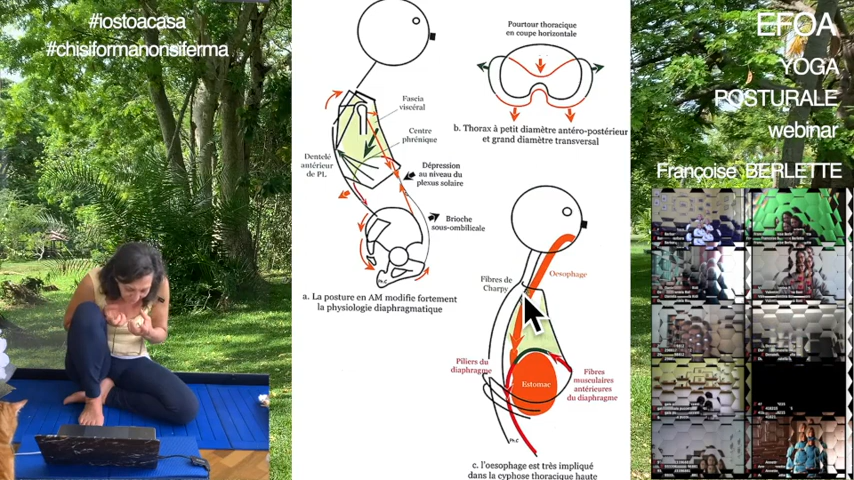 #iostoacasa
#chisiformanonsiferma
Fascia
viscéral
Centre
phrénique
Dentelé
antérieur
de PL
Dépression
au niveau du
plexus solaire
Brioche
sous-ombilicale
a. La posture en AM modifie fortement
la physiologie diaphragmatique
Pourtour thoracique
en coupe horizontale
b. Thorax à petit diamètre antéro-postérieur
et grand diamètre transversal
Fibres de
Charpy
Oesophage
Piliers du
diaphragme
Estomac
Fibres
musculaires
antérieures
du diaphragme
c. l'oesophage est très impliqué
dans la cyphose thoracique haute
EFOA
YOGA
POSTURALE
webinar
Françoise BERLETTE